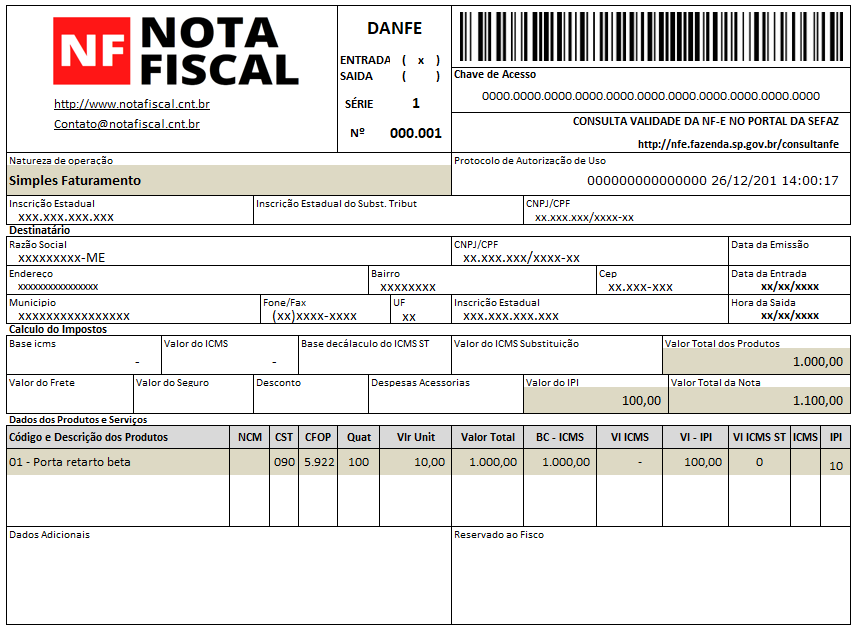 NF NOTA FISCAL
http://www.notafiscal.cnt.br
Contato@notafiscal.cnt.br
DANFE
ENTRADA ( x )
SAIDA ( )
SÉRIE 1
Nº 000.001
Chave de Acesso
0000.0000.0000.0000.0000.0000.0000.0000.0000.0000.0000
CONSULTA VALIDADE DA NF-E NO PORTAL DA SEFAZ
http://nfe.fazenda.sp.gov.br/consultanfe
Natureza de operação
Simples Faturamento
Protocolo de Autorização de Uso
000000000000000 26/12/201 14:00:17
Inscrição Estadual
xxx.xxx.xxx.xxx
Inscrição Estadual do Subst. Tribut
CNPJ/CPF
xx.xxx.xxx/xxxx-xx
Destinatário
Razão Social
xxxxxxxxx-ME
CNPJ/CPF
xx.xxx.xxx/xxxx-xx
Data da Emissão
Endereco
xxxxxxxxxxxxxxxx
Bairro
xxxxxxxx
Cep
xx.xxx-xxx
Data da Entrada
xx/xx/xxxx
Municipio
xxxxxxxxxxxxxxxx
Fone/Fax
(xx)xxxx-xxxx
UF
xx
Inscrição Estadual
xxx.xxx.xxx.xxx
Hora da Saida
xx/xx/xxxx
Calculo do Impostos
Base icms
-
Valor do ICMS
-
Base decálaculo do ICMS ST
Valor do ICMS Substituição
Valor Total dos Produtos
1.000,00
Valor do Frete
Valor do Seguro
Desconto
Despesas Acessorias
Valor do IPI
100,00
Valor Total da Nota
1.100,00
Dados dos Produtos e Serviços
Código e Descrição dos Produtos NCM CST CFOP Quat Vlr Unit Valor Total BC - ICMS VI ICMS VI - IPI VI ICMS ST ICMS IPI
01 - Porta retarto beta 090 5.922 100 10,00 1.000,00 1.000,00 - 100,00 0 10
Dados Adicionais
Reservado ao Fisco